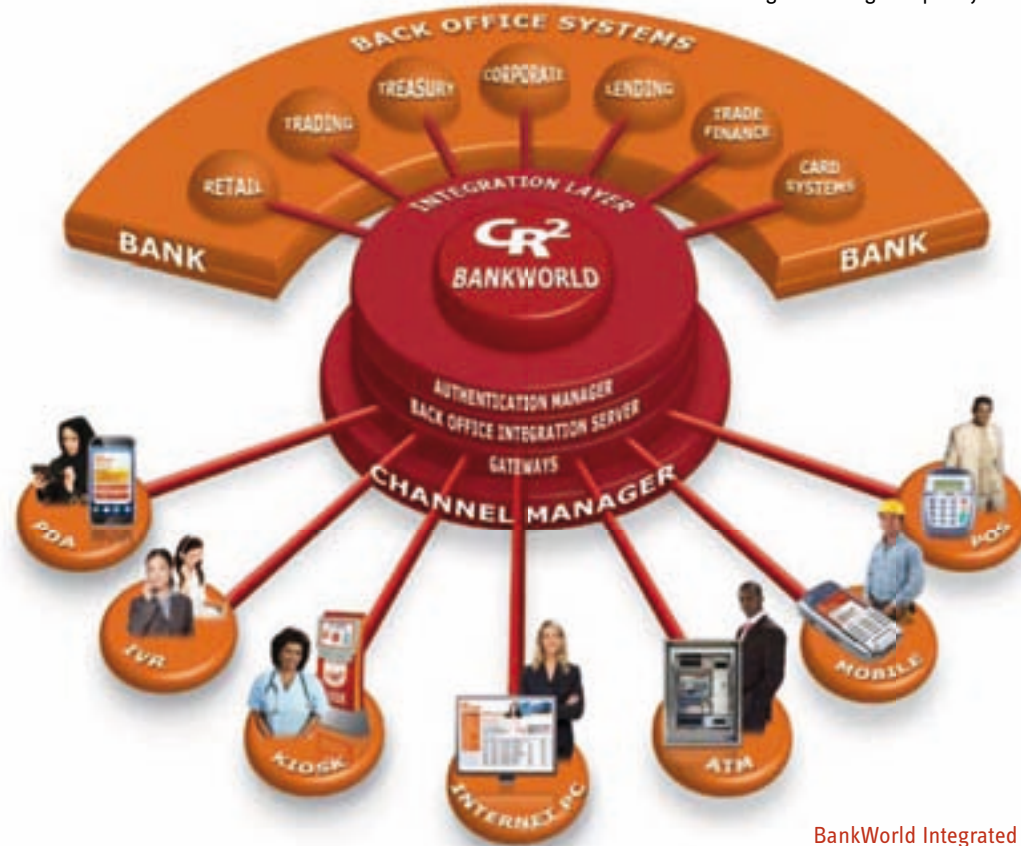 BACK OFFICE SYSTEMS
RETAIL
TRADING
TREASURY
CORPORATE
LENDING
TRADE
FINANCE
CARD
SYSTEMS
BANK
BANK
INTEGRATION LAYER
CR2
BANKWORLD
AUTHENTICATION MANAGER
BACK OFFICE INTEGRATION SERVER
GATEWAYS
CHANNEL MANAGER
PDA
IVR
KIOSK
INTERNET PC
ATM
MOBILE
POS
BankWorld Integrated